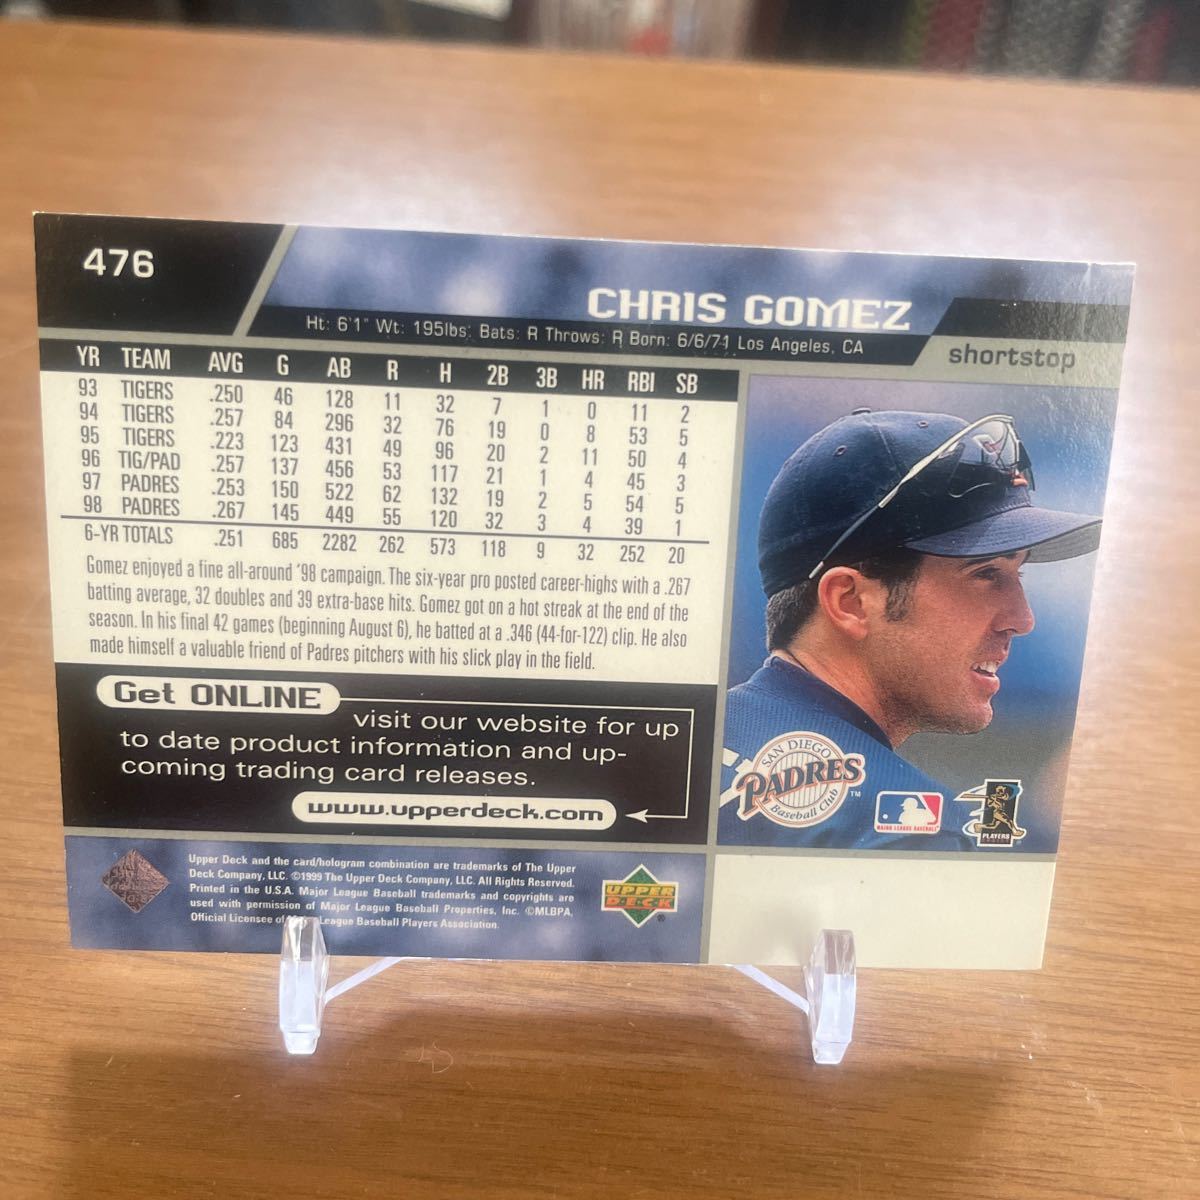 476
CHRIS GOMEZ
Ht: 6'1" Wt: 195lbs: Bats: R Throws: R Born: 6/6/71 Los Angeles, CA
shortstop
YR TEAM AVG G AB R H 2B 3B HR RBI SB
93 TIGERS .250 46 128 11 32 7 1 0 11 2
94 TIGERS .257 84 296 32 76 19 0 8 53 5
95 TIGERS .223 123 431 49 96 20 2 11 50 4
96 TIG/PAD .257 137 456 53 117 21 1 4 45 3
97 PADRES .253 150 522 62 132 19 2 5 54 5
98 PADRES .267 145 449 55 120 32 3 4 39 1
6-YR TOTALS .251 685 2282 262 573 118 9 32 252 20
Gomez enjoyed a fine all-around '98 campaign. The six-year pro posted career-highs with a .267
batting average, 32 doubles and 39 extra-base hits. Gomez got on a hot streak at the end of the
season. In his final 42 games (beginning August 6), he batted at a .346 (44-for-122) clip. He also
made himself a valuable friend of Padres pitchers with his slick play in the field.
Get ONLINE
visit our website for up
to date product information and up-
coming trading card releases.
www.upperdeck.com
SAN DIEGO
PADRES
TM
Baseball Club
MAJOR LEAGUE BASEBALL
PLAYERS
CHOICE
Upper Deck and the card/hologram combination are trademarks of The Upper
Deck Company, LLC. ©1999 The Upper Deck Company, LLC. All Rights Reserved.
Printed in the U.S.A. Major League Baseball trademarks and copyrights are
used with permission of Major League Baseball Properties, Inc. ©MLBPA,
Official Licensee of League Baseball Players Association.
UPPER
DECK
®